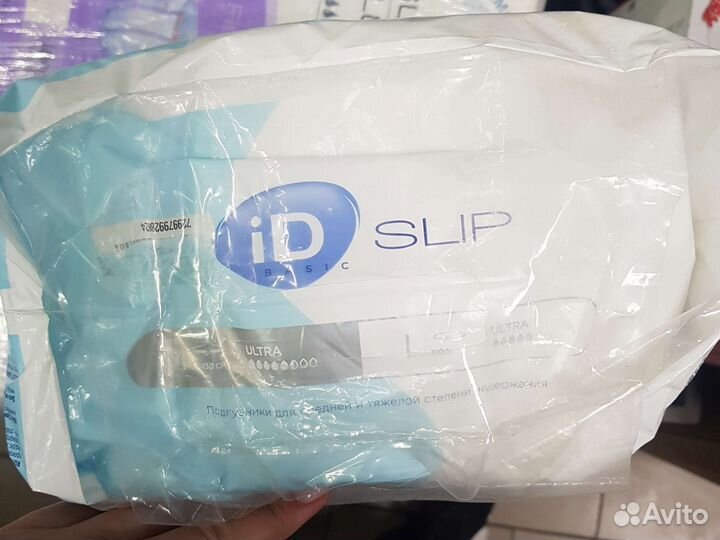 iD SLIP
BASIC
ULTRA L ULTRA
Подгузники для средней и тяжелой степени недержания
Avito